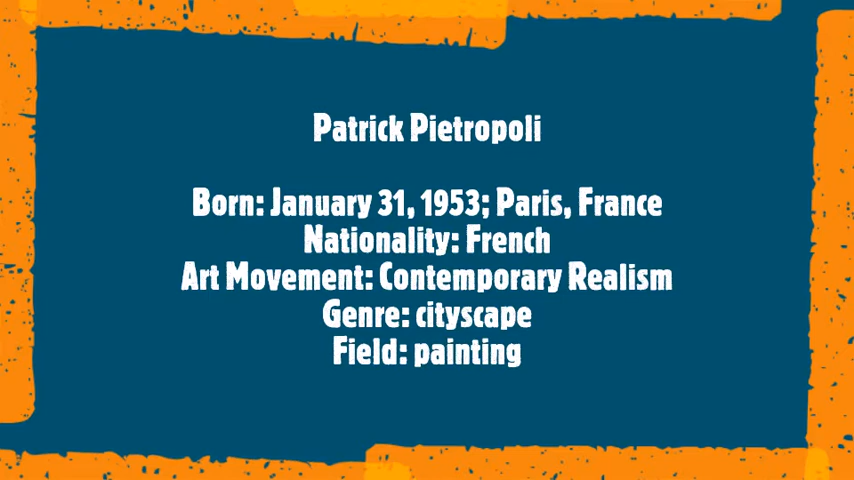 Patrick Pietropoli
Born: January 31, 1953; Paris, France
Nationality: French
Art Movement: Contemporary Realism
Genre: cityscape
Field: painting